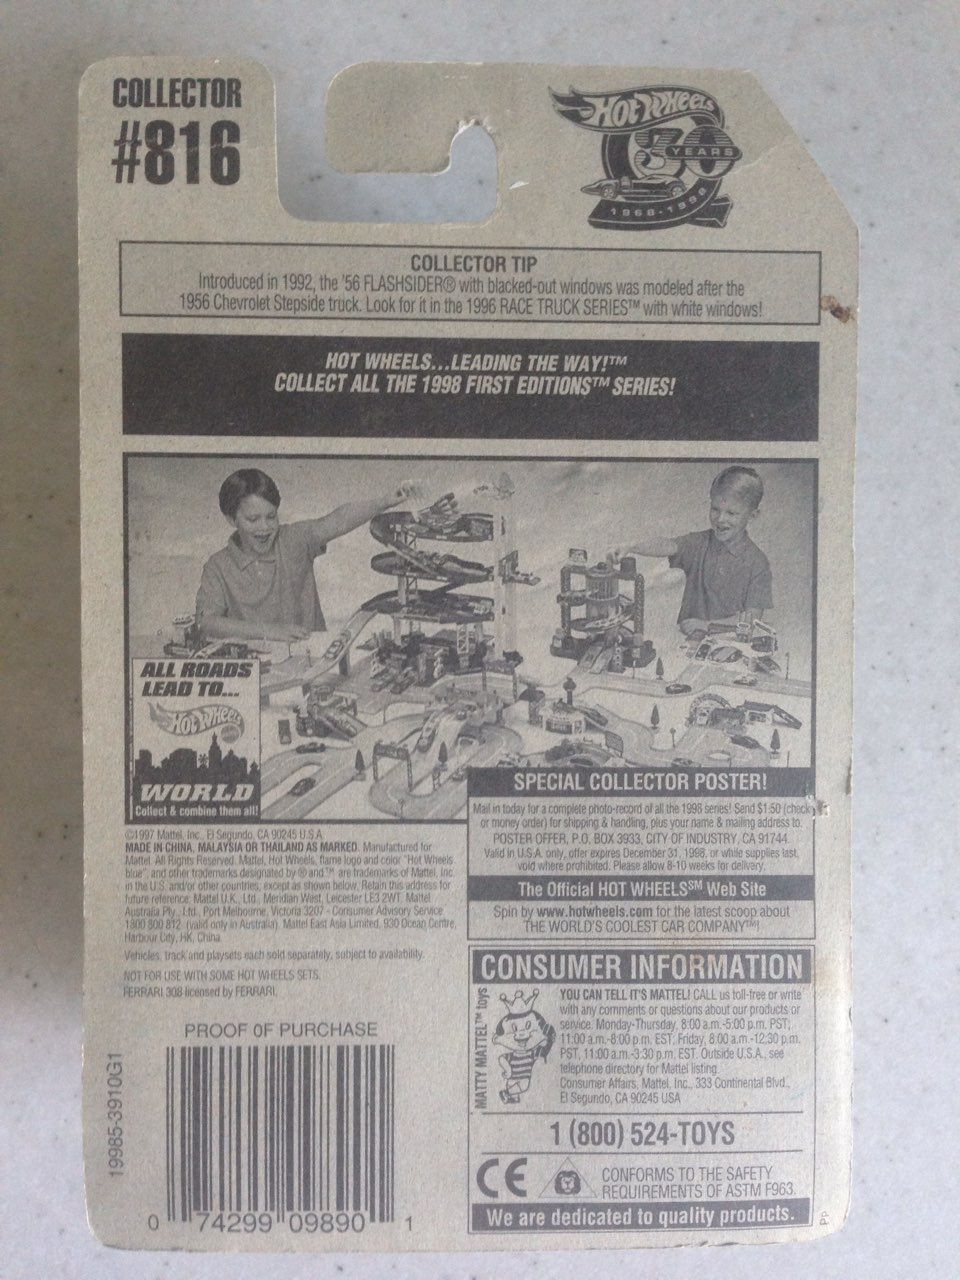 COLLECTOR
#816
HOT WHEELS
30
YEARS
1968-1998
COLLECTOR TIP
Introduced in 1992, the '56 FLASHSIDER® with blacked-out windows was modeled after the
1956 Chevrolet Stepside truck. Look for it in the 1996 RACE TRUCK SERIES™ with white windows!
HOT WHEELS...LEADING THE WAY!™
COLLECT ALL THE 1998 FIRST EDITIONS™ SERIES!
ALL ROADS
LEAD TO...
HOT WHEELS
WORLD
Collect & combine them all!
SPECIAL COLLECTOR POSTER!
Mail in today for a complete photo-record of all the 1998 series! Send $1.50 (check
or money order) for shipping & handling, plus your name & mailing address to:
POSTER OFFER, P.O. BOX 3933, CITY OF INDUSTRY, CA 91744.
Valid in U.S.A. only, offer expires December 31, 1998, or while supplies last,
void where prohibited. Please allow 8-10 weeks for delivery.
The Official HOT WHEELS℠ Web Site
Spin by www.hotwheels.com for the latest scoop about
THE WORLD'S COOLEST CAR COMPANY™!
©1997 Mattel, Inc., El Segundo, CA 90245 U.S.A.
MADE IN CHINA, MALAYSIA OR THAILAND AS MARKED. Manufactured for
Mattel. All Rights Reserved. Mattel, Hot Wheels, flame logo and color "Hot Wheels
blue", and other trademarks designated by ® and ™ are trademarks of Mattel, Inc.
in the U.S. and/or other countries, except as shown below. Retain this address for
future reference: Mattel U.K., Ltd., Meridian West, Leicester LE3 2WT. Mattel
Australia Pty., Ltd., Port Melbourne, Victoria 3207 - Consumer Advisory Service
1800 800 812 (valid only in Australia). Mattel East Asia Limited, 930 Ocean Centre,
Harbour City, HK, China.
Vehicles, track and playsets each sold separately, subject to availability.
NOT FOR USE WITH SOME HOT WHEELS SETS.
FERRARI 308 licensed by FERRARI.
CONSUMER INFORMATION
MATTY MATTEL™ toys
YOU CAN TELL IT'S MATTEL! CALL us toll-free or write
with any comments or questions about our products or
service. Monday-Thursday, 8:00 a.m.-5:00 p.m. PST;
11:00 a.m.-8:00 p.m. EST; Friday, 8:00 a.m.-12:30 p.m.
PST, 11:00 a.m.-3:30 p.m. EST. Outside U.S.A., see
telephone directory for Mattel listing.
Consumer Affairs, Mattel, Inc., 333 Continental Blvd.,
El Segundo, CA 90245 USA
1 (800) 524-TOYS
CE
CONFORMS TO THE SAFETY
REQUIREMENTS OF ASTM F963.
We are dedicated to quality products.
PP
PROOF OF PURCHASE
19985-3910G1
0 74299 09890 1